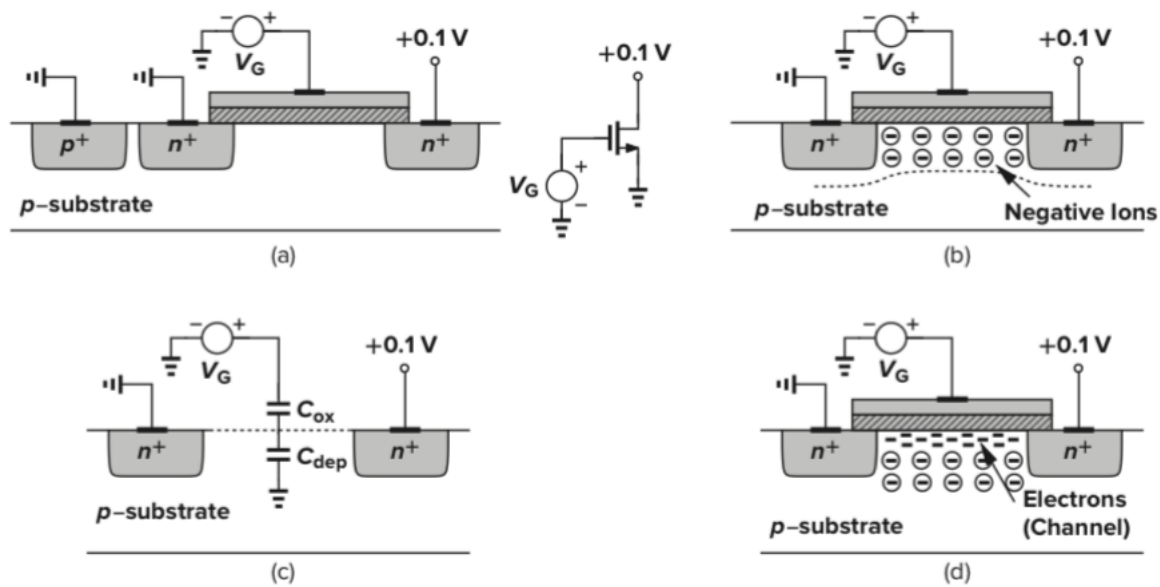 − +
V_G
+0.1 V
p+
n+
n+
p−substrate
(a)
+0.1 V
V_G
+
−
− +
V_G
+0.1 V
n+
n+
p−substrate
Negative Ions
(b)
− +
V_G
+0.1 V
C_ox
n+
C_dep
n+
p−substrate
(c)
− +
V_G
+0.1 V
n+
n+
Electrons
(Channel)
p−substrate
(d)